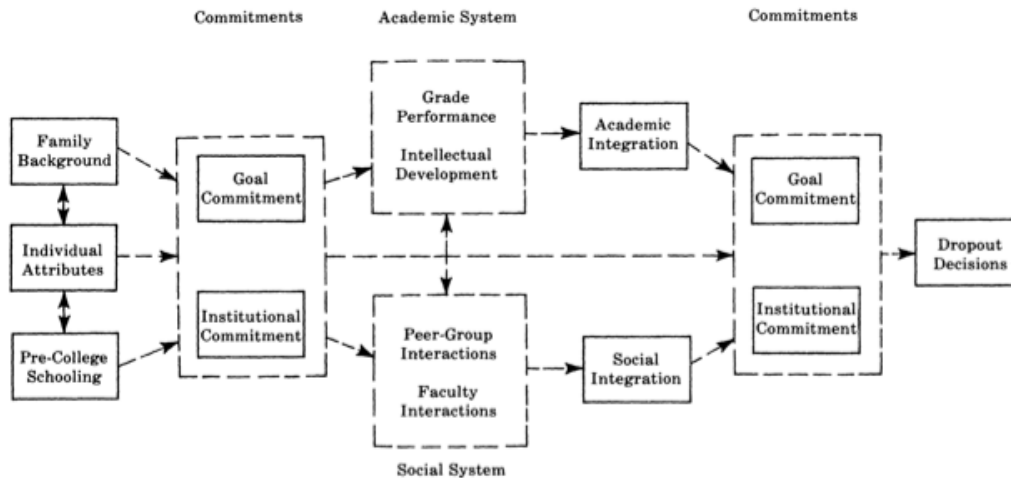 Commitments
Academic System
Commitments
Family
Background
Individual
Attributes
Pre-College
Schooling
Goal
Commitment
Institutional
Commitment
Grade
Performance
Intellectual
Development
Peer-Group
Interactions
Faculty
Interactions
Social System
Academic
Integration
Social
Integration
Goal
Commitment
Institutional
Commitment
Dropout
Decisions